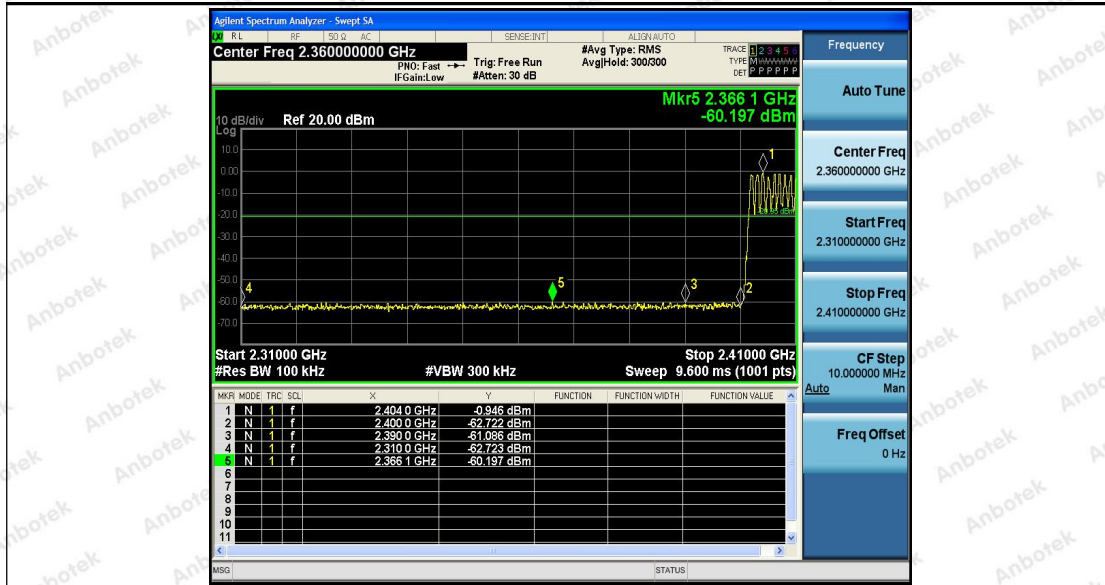 Agilent Spectrum Analyzer - Swept SA
LXI RL RF 50 Ω AC SENSE:INT ALIGNAUTO
Center Freq 2.360000000 GHz
PNO: Fast
IFGain:Low
Trig: Free Run
#Atten: 30 dB
#Avg Type: RMS
Avg|Hold: 300/300
TRACE 1 2 3 4 5 6
TYPE M
DET P P P P P P
Mkr5 2.366 1 GHz
-60.197 dBm
10 dB/div Ref 20.00 dBm
Log
10.0
0.00
-10.0
-20.0
-30.0
-40.0
-50.0
-60.0
-70.0
1
-20.95 dBm
4
5
3
2
Start 2.31000 GHz Stop 2.41000 GHz
#Res BW 100 kHz #VBW 300 kHz Sweep 9.600 ms (1001 pts)
MKR MODE TRC SCL X Y FUNCTION FUNCTION WIDTH FUNCTION VALUE
1 N 1 f 2.404 0 GHz -0.946 dBm
2 N 1 f 2.400 0 GHz -62.722 dBm
3 N 1 f 2.390 0 GHz -61.086 dBm
4 N 1 f 2.310 0 GHz -62.723 dBm
5 N 1 f 2.366 1 GHz -60.197 dBm
6
7
8
9
10
11
MSG STATUS
Frequency
Auto Tune
Center Freq
2.360000000 GHz
Start Freq
2.310000000 GHz
Stop Freq
2.410000000 GHz
CF Step
10.000000 MHz
Auto Man
Freq Offset
0 Hz
Anbotek